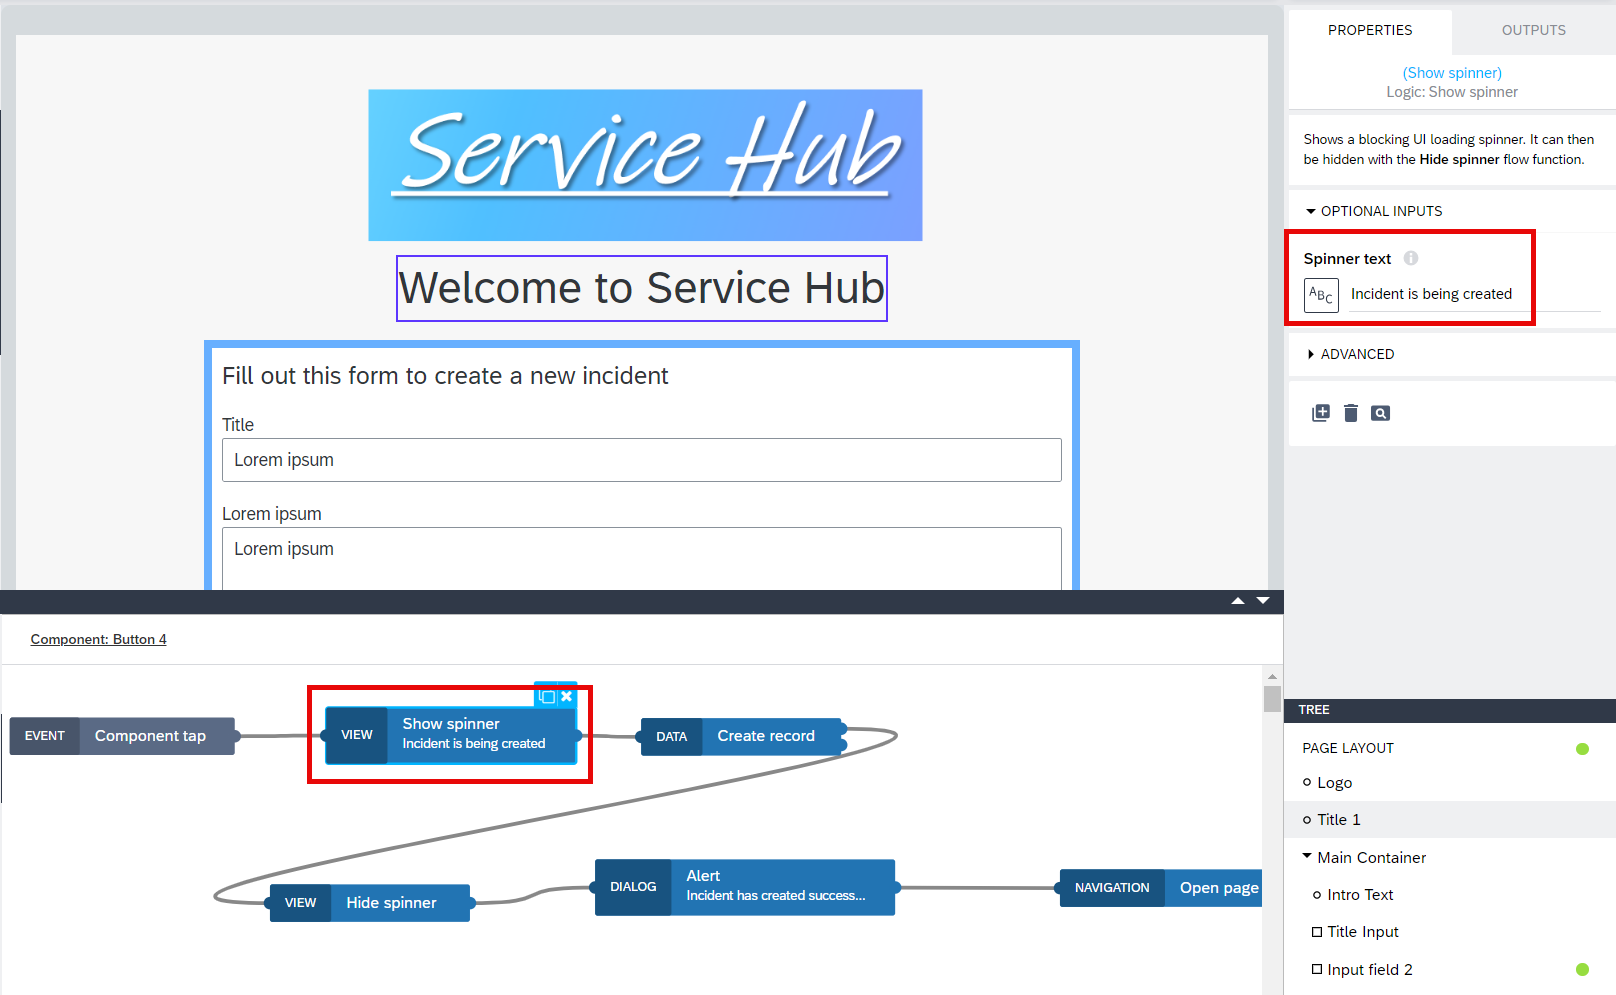 Service Hub
Welcome to Service Hub
Fill out this form to create a new incident
Title
Lorem ipsum
Lorem ipsum
Lorem ipsum
PROPERTIES
OUTPUTS
(Show spinner)
Logic: Show spinner
Shows a blocking UI loading spinner. It can then
be hidden with the Hide spinner flow function.
OPTIONAL INPUTS
Spinner text
ABC
Incident is being created
ADVANCED
Component: Button 4
EVENT
Component tap
VIEW
Show spinner
Incident is being created
DATA
Create record
VIEW
Hide spinner
DIALOG
Alert
Incident has created success...
NAVIGATION
Open page
TREE
PAGE LAYOUT
Logo
Title 1
Main Container
Intro Text
Title Input
Input field 2